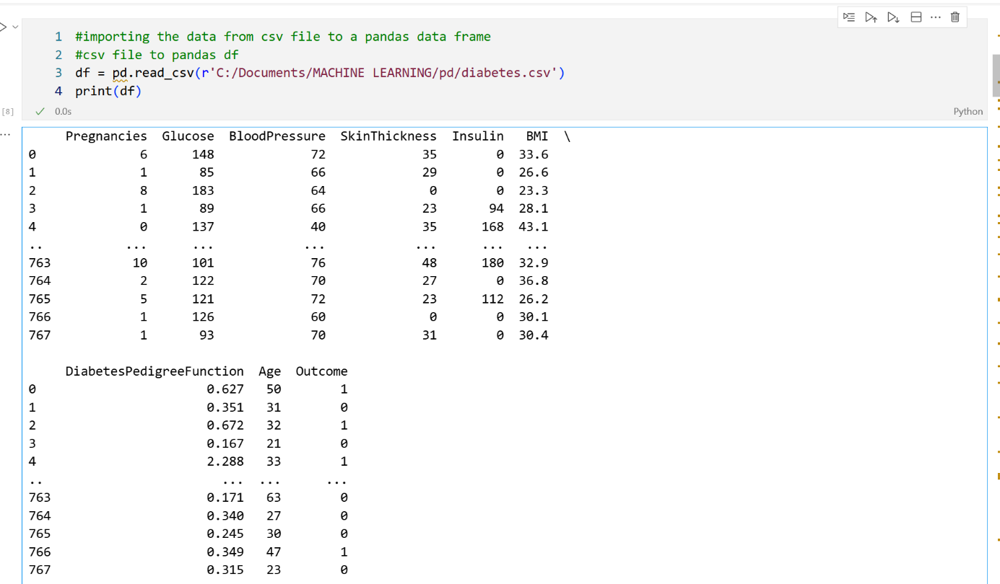 1 #importing the data from csv file to a pandas data frame
2 #csv file to pandas df
3 df = pd.read_csv(r'C:/Documents/MACHINE LEARNING/pd/diabetes.csv')
4 print(df)
[8] 0.0s Python
Pregnancies Glucose BloodPressure SkinThickness Insulin BMI \
0 6 148 72 35 0 33.6
1 1 85 66 29 0 26.6
2 8 183 64 0 0 23.3
3 1 89 66 23 94 28.1
4 0 137 40 35 168 43.1
.. ... ... ... ... ... ...
763 10 101 76 48 180 32.9
764 2 122 70 27 0 36.8
765 5 121 72 23 112 26.2
766 1 126 60 0 0 30.1
767 1 93 70 31 0 30.4
DiabetesPedigreeFunction Age Outcome
0 0.627 50 1
1 0.351 31 0
2 0.672 32 1
3 0.167 21 0
4 2.288 33 1
.. ... ... ...
763 0.171 63 0
764 0.340 27 0
765 0.245 30 0
766 0.349 47 1
767 0.315 23 0